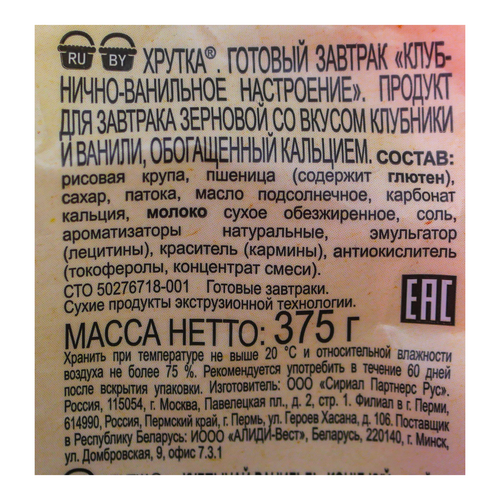 RU BY ХРУТКА®. ГОТОВЫЙ ЗАВТРАК «КЛУБ-
НИЧНО-ВАНИЛЬНОЕ НАСТРОЕНИЕ». ПРОДУКТ
ДЛЯ ЗАВТРАКА ЗЕРНОВОЙ СО ВКУСОМ КЛУБНИКИ
И ВАНИЛИ, ОБОГАЩЕННЫЙ КАЛЬЦИЕМ. СОСТАВ:
рисовая крупа, пшеница (содержит глютен),
сахар, патока, масло подсолнечное, карбонат
кальция, молоко сухое обезжиренное, соль,
ароматизаторы натуральные, эмульгатор
(лецитины), краситель (кармины), антиокислитель
(токоферолы, концентрат смеси).
СТО 50276718-001 Готовые завтраки.
Сухие продукты экструзионной технологии.
EAC
МАССА НЕТТО: 375 г
Хранить при температуре не выше 20 °С и относительной влажности
воздуха не более 75 %. Рекомендуется употребить в течение 60 дней
после вскрытия упаковки. Изготовитель: ООО «Сириал Партнерс Рус».
Россия, 115054, г. Москва, Павелецкая пл., д. 2, стр. 1. Филиал в г. Перми,
614990, Россия, Пермский край, г. Пермь, ул. Героев Хасана, д. 106. Поставщик
в Республику Беларусь: ИООО «АЛИДИ-Вест», Беларусь, 220140, г. Минск,
ул. Домбровская, 9, офис 7.3.1